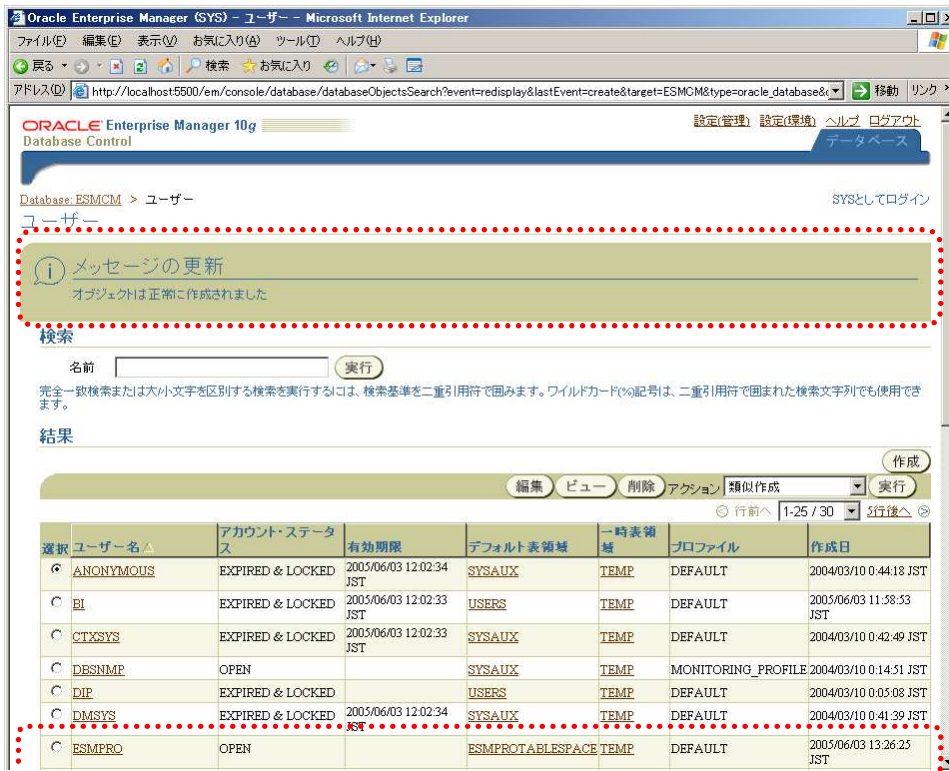 Oracle Enterprise Manager (SYS) - ユーザー - Microsoft Internet Explorer
ファイル(F) 編集(E) 表示(V) お気に入り(A) ツール(T) ヘルプ(H)
戻る 検索 お気に入り
アドレス(D) http://localhost:5500/em/console/database/databaseObjectsSearch?event=redisplay&lastEvent=create&target=ESMCM&type=oracle_database& 移動 リンク
ORACLE Enterprise Manager 10g
Database Control
設定(管理) 設定(環境) ヘルプ ログアウト
データベース
Database: ESMCM > ユーザー SYSとしてログイン
ユーザー
メッセージの更新
オブジェクトは正常に作成されました
検索
名前 実行
完全一致検索または大/小文字を区別する検索を実行するには、検索基準を二重引用符で囲みます。ワイルドカード(%)記号は、二重引用符で囲まれた検索文字列でも使用でき
ます。
結果
作成
編集 ビュー 削除 アクション 類似作成 実行
行前へ 1-25 / 30 5行後へ
選択 ユーザー名 アカウント・ステータス 有効期限 デフォルト表領域 一時表領域 プロファイル 作成日
ANONYMOUS EXPIRED & LOCKED 2005/06/03 12:02:34 JST SYSAUX TEMP DEFAULT 2004/03/10 0:44:18 JST
BI EXPIRED & LOCKED 2005/06/03 12:02:33 JST USERS TEMP DEFAULT 2005/06/03 11:58:53 JST
CTXSYS EXPIRED & LOCKED 2005/06/03 12:02:33 JST SYSAUX TEMP DEFAULT 2004/03/10 0:42:49 JST
DBSNMP OPEN SYSAUX TEMP MONITORING_PROFILE 2004/03/10 0:14:51 JST
DIP EXPIRED & LOCKED USERS TEMP DEFAULT 2004/03/10 0:05:08 JST
DMSYS EXPIRED & LOCKED 2005/06/03 12:02:34 JST SYSAUX TEMP DEFAULT 2004/03/10 0:41:39 JST
ESMPRO OPEN ESMPROTABLESPACE TEMP DEFAULT 2005/06/03 13:26:25 JST